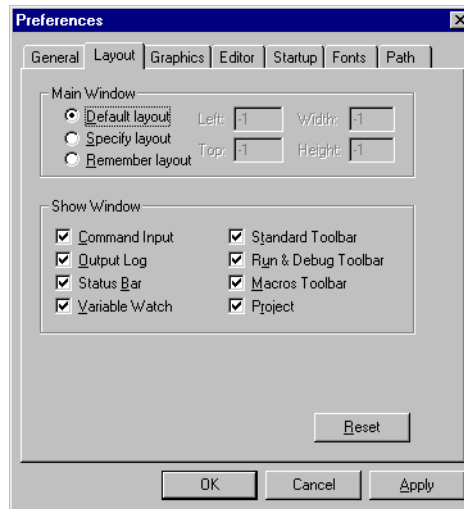 Preferences
General Layout Graphics Editor Startup Fonts Path
Main Window
Default layout Left: -1 Width: -1
Specify layout
Remember layout Top: -1 Height: -1
Show Window
Command Input Standard Toolbar
Output Log Run & Debug Toolbar
Status Bar Macros Toolbar
Variable Watch Project
Reset
OK Cancel Apply